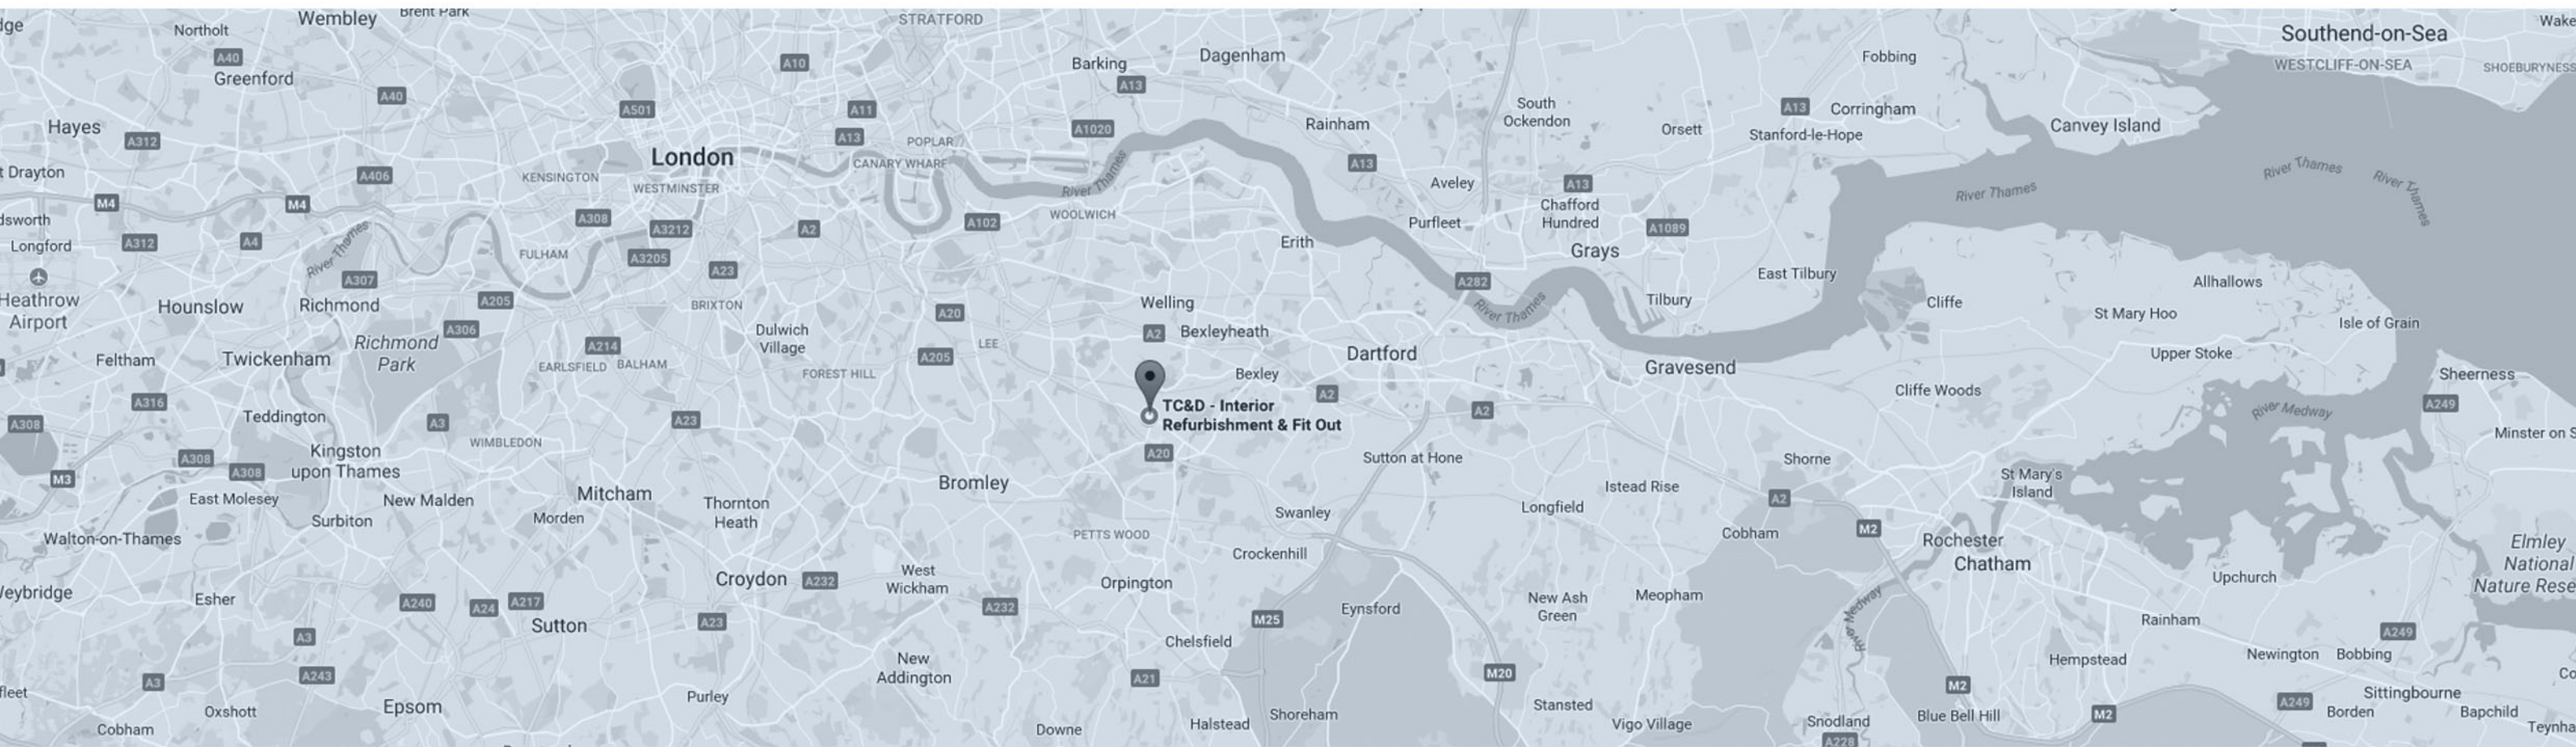 Wembley
Brent Park
STRATFORD
Northolt
A40
Greenford
A40
A10
Barking
A13
Dagenham
Fobbing
Southend-on-Sea
WESTCLIFF-ON-SEA
SHOEBURYNESS
Hayes
A312
A501
A11
A13
POPLAR
CANARY WHARF
A1020
Rainham
A13
South
Ockendon
Orsett
A13
Corringham
Stanford-le-Hope
Canvey Island
London
KENSINGTON
WESTMINSTER
A406
M4
M4
River Thames
Aveley
A13
Chafford
Hundred
River Thames
River Thames
River Thames
Longford
A312
A4
River Thames
A308
A3212
A2
A102
WOOLWICH
Purfleet
A1089
FULHAM
A3205
A23
Erith
Grays
A282
East Tilbury
Allhallows
Heathrow
Airport
Hounslow
A307
Richmond
A205
BRIXTON
A20
Welling
River Thames
Tilbury
Cliffe
St Mary Hoo
Isle of Grain
A306
Richmond
Park
Dulwich
Village
A2
Bexleyheath
Feltham
Twickenham
A214
EARLSFIELD
BALHAM
FOREST HILL
A205
LEE
Dartford
Gravesend
Upper Stoke
Sheerness
Bexley
A2
A2
Cliffe Woods
River Medway
A249
A316
Teddington
A3
A23
TC&D - Interior
Refurbishment & Fit Out
A308
WIMBLEDON
A20
Kingston
upon Thames
A308
A308
M3
Sutton at Hone
Shorne
St Mary's
Island
East Molesey
New Malden
Mitcham
Thornton
Heath
Bromley
Istead Rise
A2
Surbiton
Morden
Swanley
Longfield
Walton-on-Thames
PETTS WOOD
Crockenhill
Cobham
M2
Rochester
Chatham
Elmley
National
Croydon
A232
West
Wickham
Orpington
Upchurch
Esher
A240
A24
A217
Sutton
A23
A232
M25
Eynsford
New Ash
Green
Meopham
River Medway
Rainham
A249
A3
Chelsfield
A243
New
Addington
A21
M20
Hempstead
Newington
Bobbing
A3
Epsom
Purley
M2
Sittingbourne
A249
Borden
Bapchild
Oxshott
Cobham
Downe
Halstead
Shoreham
Stansted
Vigo Village
Snodland
A228
Blue Bell Hill
M2